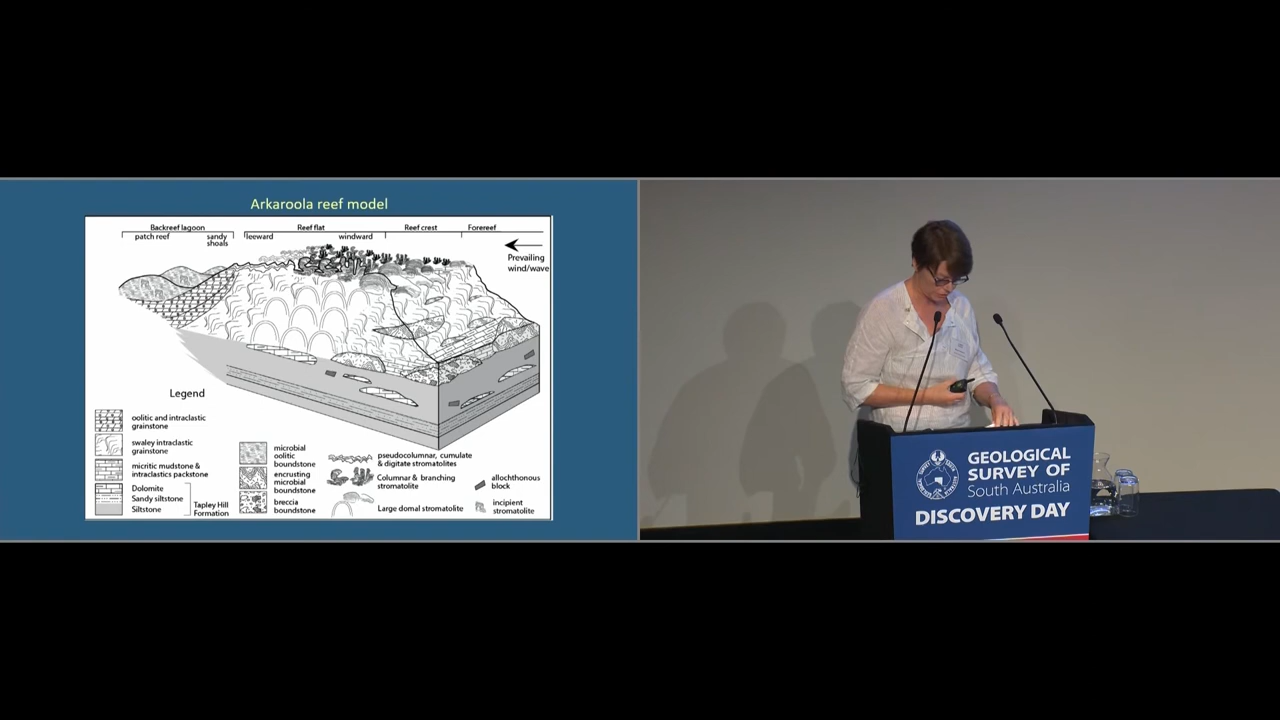 Arkaroola reef model
Backreef lagoon
Reef flat
Reef crest
Forereef
patch reef
sandy
shoals
leeward
windward
Prevailing
wind/wave
Legend
oolitic and intraclastic
grainstone
swaley intraclastic
grainstone
micritic mudstone &
intraclastics packstone
Dolomite
Sandy siltstone
Siltstone
Tapley Hill
Formation
microbial
oolitic
boundstone
encrusting
microbial
boundstone
breccia
boundstone
pseudocolumnar, cumulate
& digitate stromatolites
Columnar & branching
stromatolite
Large domal stromatolite
allochthonous
block
incipient
stromatolite
GEOLOGICAL
SURVEY OF
South Australia
DISCOVERY DAY